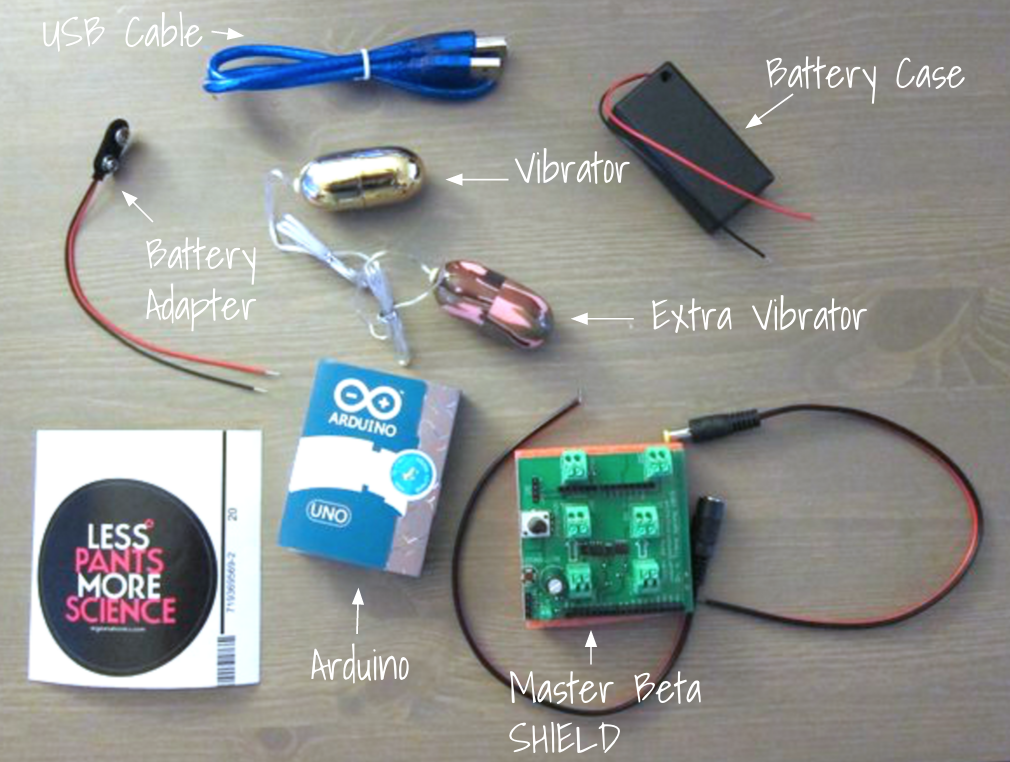 USB Cable
Battery Case
Vibrator
Battery
Adapter
Extra Vibrator
ARDUINO
UNO
LESS
PANTS
MORE
SCIENCE
20
Arduino
Master Beta
SHIELD